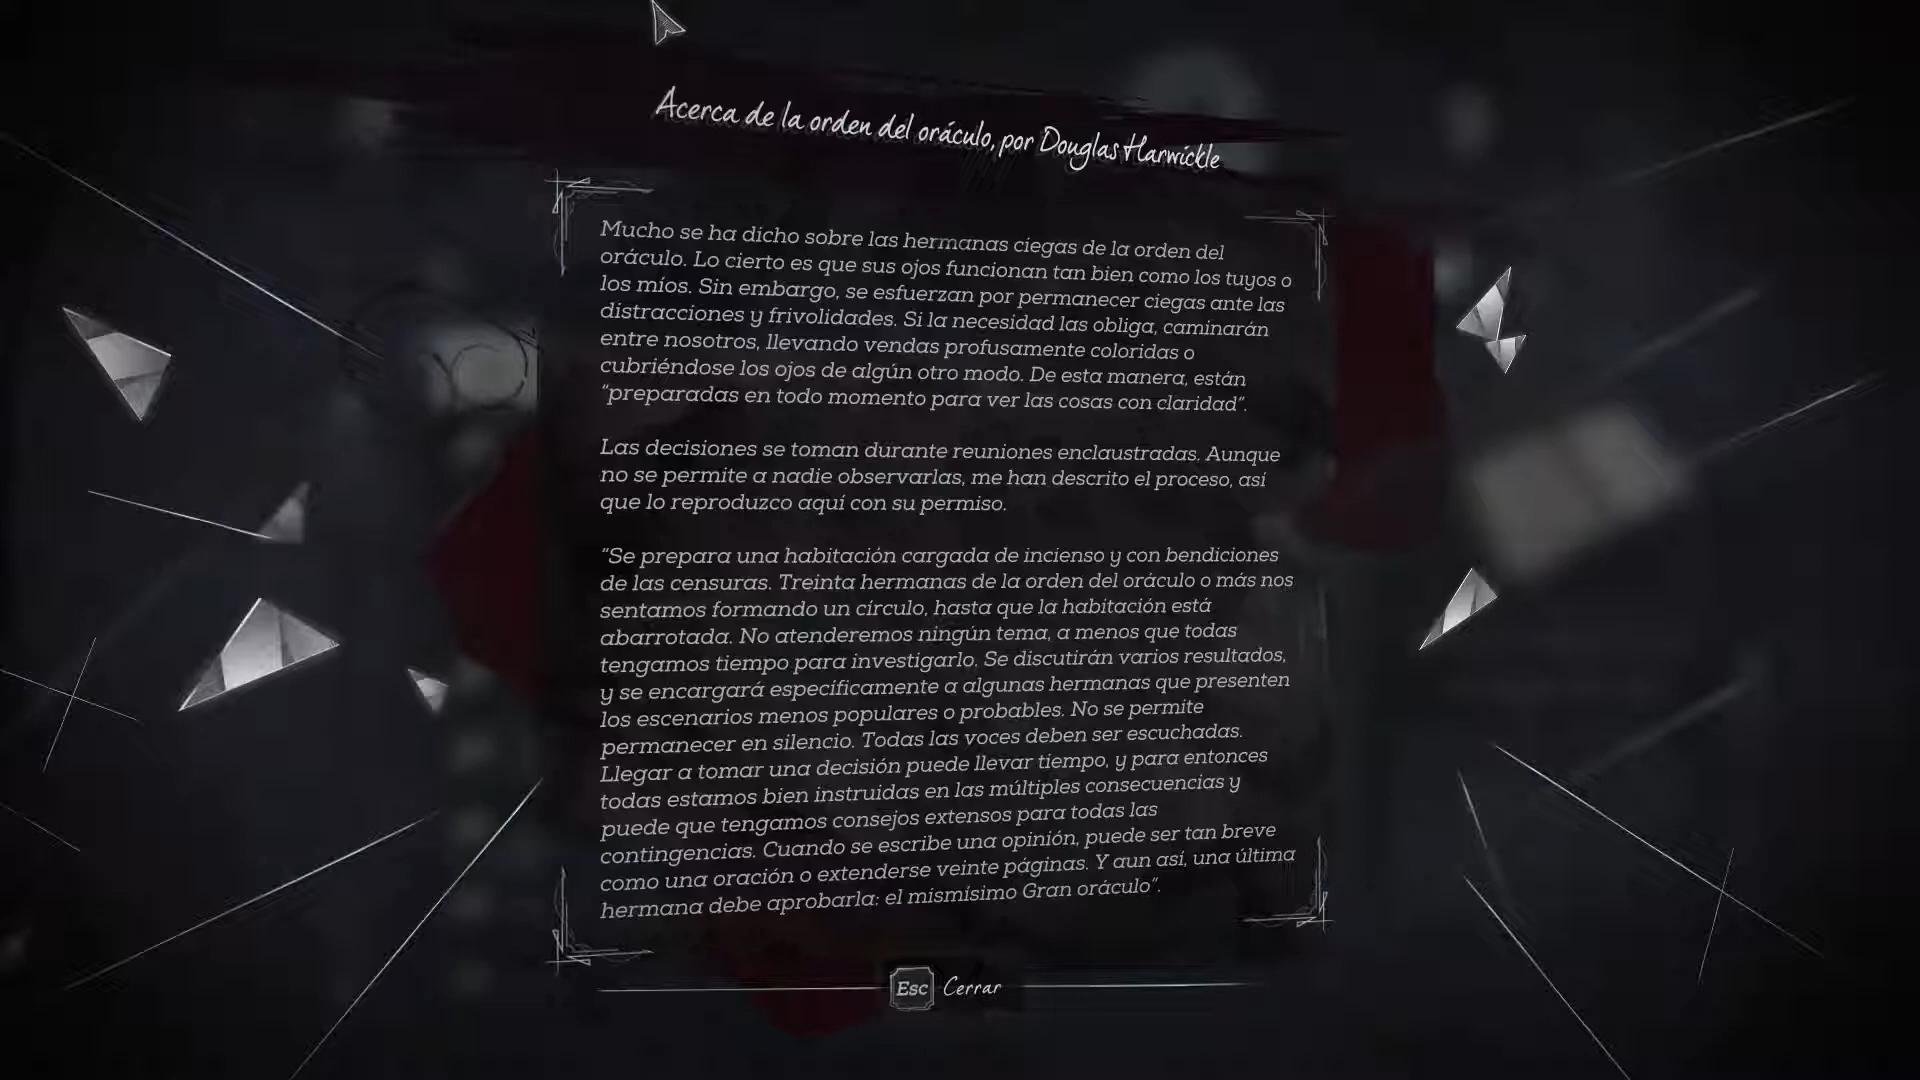 Acerca de la orden del oráculo, por Douglas Harwickle
Mucho se ha dicho sobre las hermanas ciegas de la orden del
oráculo. Lo cierto es que sus ojos funcionan tan bien como los tuyos o
los míos. Sin embargo, se esfuerzan por permanecer ciegas ante las
distracciones y frivolidades. Si la necesidad las obliga, caminarán
entre nosotros, llevando vendas profusamente coloridas o
cubriéndose los ojos de algún otro modo. De esta manera, están
“preparadas en todo momento para ver las cosas con claridad”.
Las decisiones se toman durante reuniones enclaustradas. Aunque
no se permite a nadie observarlas, me han descrito el proceso, así
que lo reproduzco aquí con su permiso.
“Se prepara una habitación cargada de incienso y con bendiciones
de las censuras. Treinta hermanas de la orden del oráculo o más nos
sentamos formando un círculo, hasta que la habitación está
abarrotada. No atenderemos ningún tema, a menos que todas
tengamos tiempo para investigarlo. Se discutirán varios resultados,
y se encargará específicamente a algunas hermanas que presenten
los escenarios menos populares o probables. No se permite
permanecer en silencio. Todas las voces deben ser escuchadas.
Llegar a tomar una decisión puede llevar tiempo, y para entonces
todas estamos bien instruidas en las múltiples consecuencias y
puede que tengamos consejos extensos para todas las
contingencias. Cuando se escribe una opinión, puede ser tan breve
como una oración o extenderse veinte páginas. Y aun así, una última
hermana debe aprobarla: el mismísimo Gran oráculo”.
Esc Cerrar